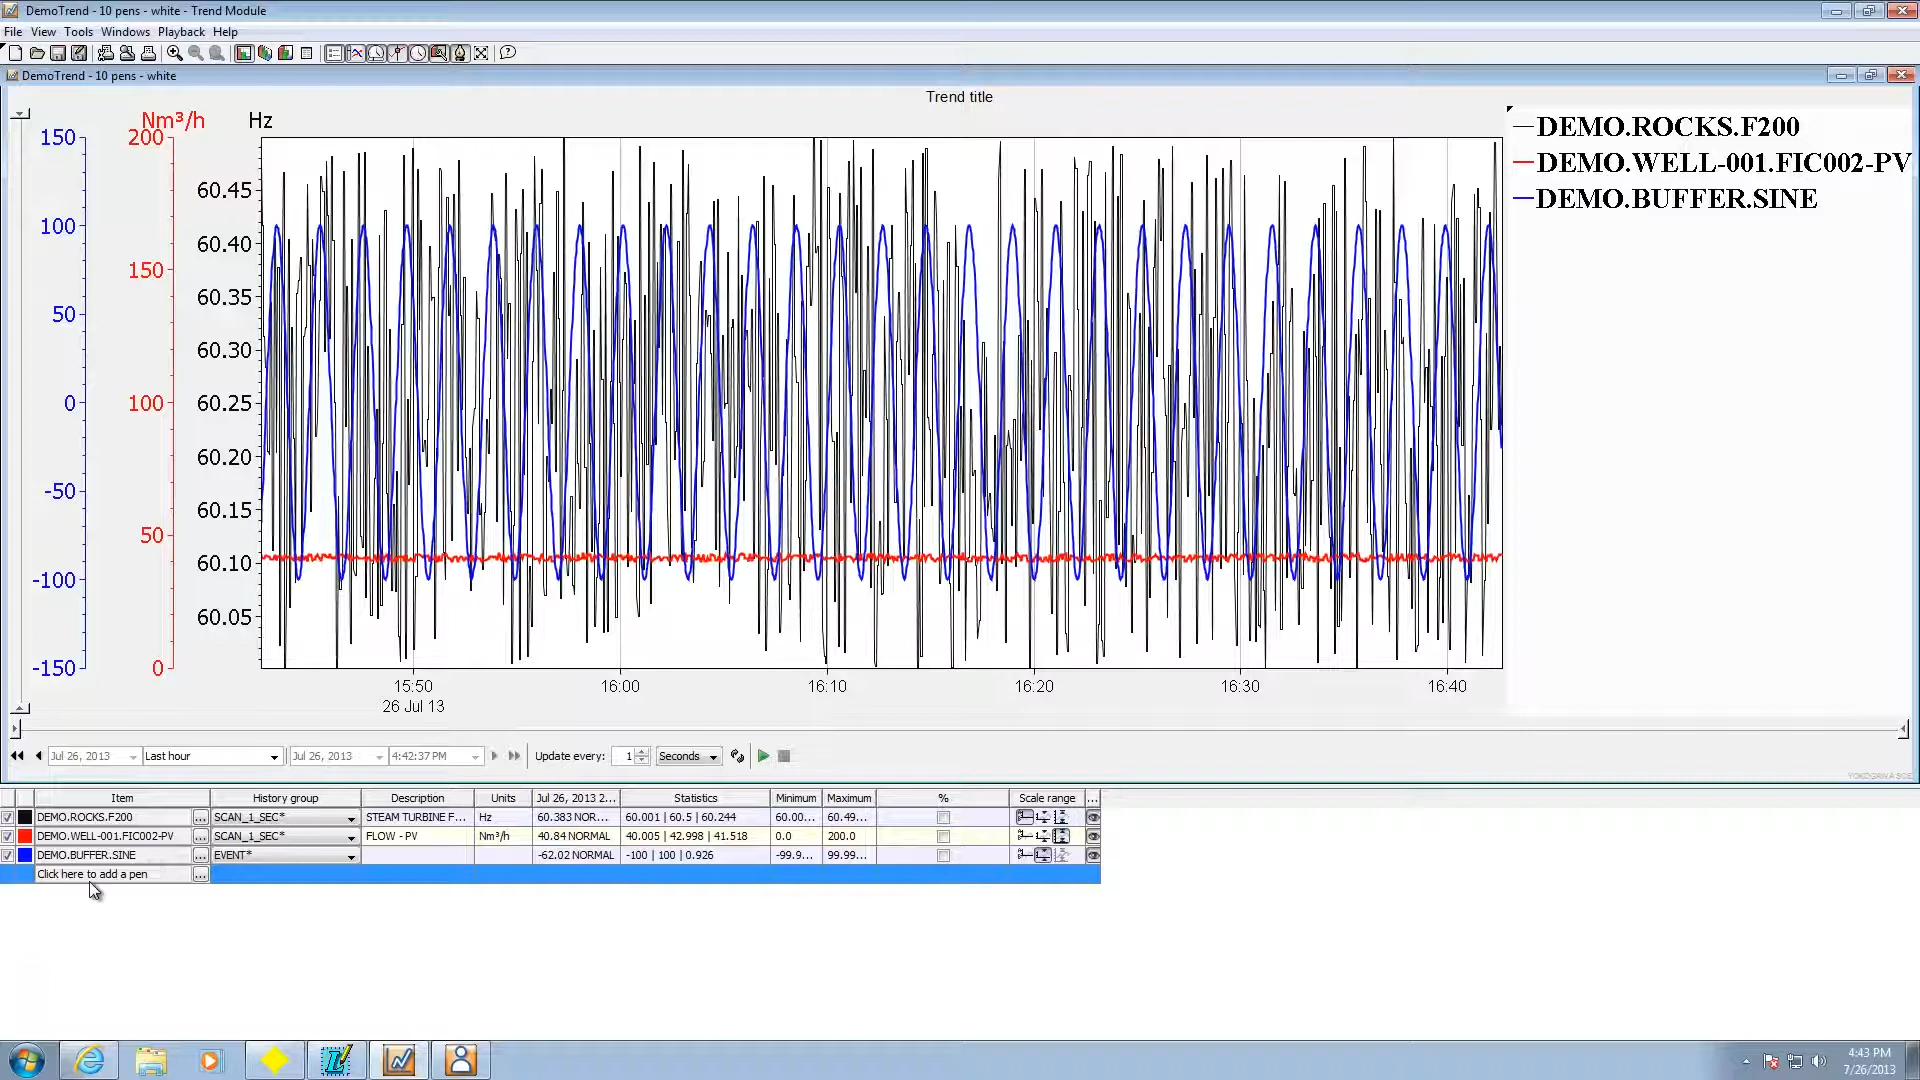 DemoTrend - 10 pens - white - Trend Module
File View Tools Windows Playback Help
DemoTrend - 10 pens - white
Trend title
Nm³/h Hz
150
100
50
0
-50
-100
-150
200
150
100
50
0
60.45
60.40
60.35
60.30
60.25
60.20
60.15
60.10
60.05
15:50 16:00 16:10 16:20 16:30 16:40
26 Jul 13
DEMO.ROCKS.F200
DEMO.WELL-001.FIC002-PV
DEMO.BUFFER.SINE
Jul 26, 2013 Last hour Jul 26, 2013 4:42:37 PM Update every: 1 Seconds
Item History group Description Units Jul 26, 2013 2... Statistics Minimum Maximum % Scale range ...
DEMO.ROCKS.F200 ... SCAN_1_SEC* STEAM TURBINE F... Hz 60.383 NOR... 60.001 | 60.5 | 60.244 60.00... 60.49...
DEMO.WELL-001.FIC002-PV ... SCAN_1_SEC* FLOW - PV Nm³/h 40.84 NORMAL 40.005 | 42.998 | 41.518 0.0 200.0
DEMO.BUFFER.SINE ... EVENT* -62.02 NORMAL -100 | 100 | 0.926 -99.9... 99.99...
Click here to add a pen ...
4:43 PM
7/26/2013